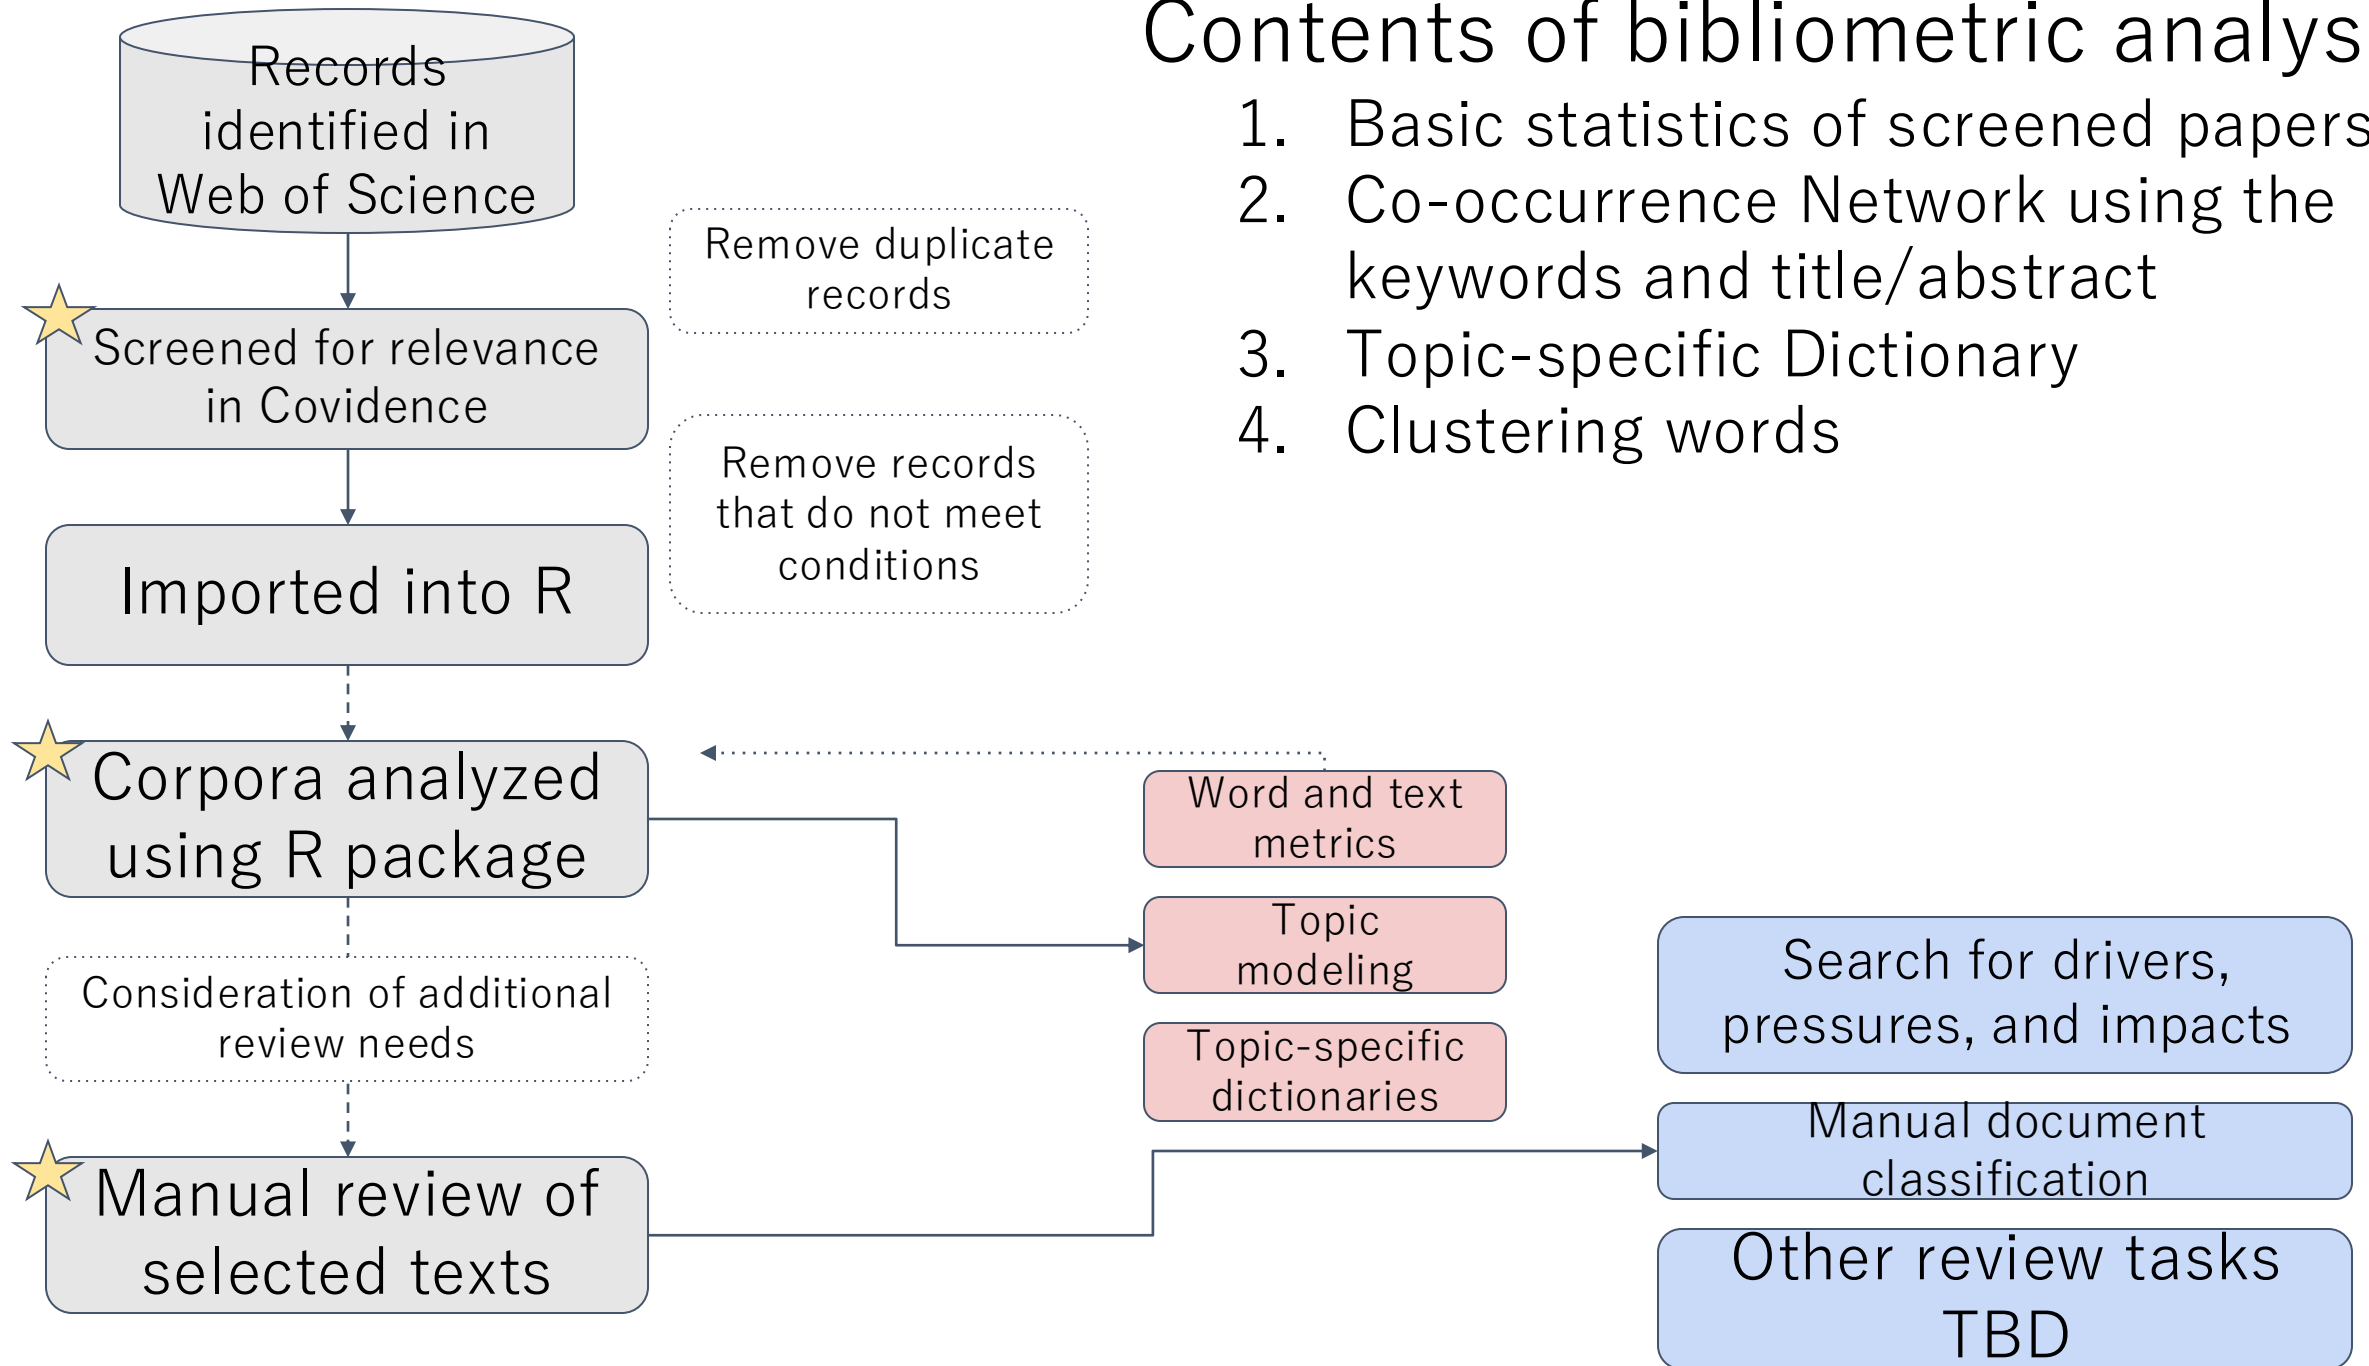 Contents of bibliometric analys
1. Basic statistics of screened papers
2. Co-occurrence Network using the
keywords and title/abstract
3. Topic-specific Dictionary
4. Clustering words
Records
identified in
Web of Science
Remove duplicate
records
Screened for relevance
in Covidence
Remove records
that do not meet
conditions
Imported into R
Corpora analyzed
using R package
Word and text
metrics
Topic
modeling
Topic-specific
dictionaries
Consideration of additional
review needs
Manual review of
selected texts
Search for drivers,
pressures, and impacts
Manual document
classification
Other review tasks
TBD